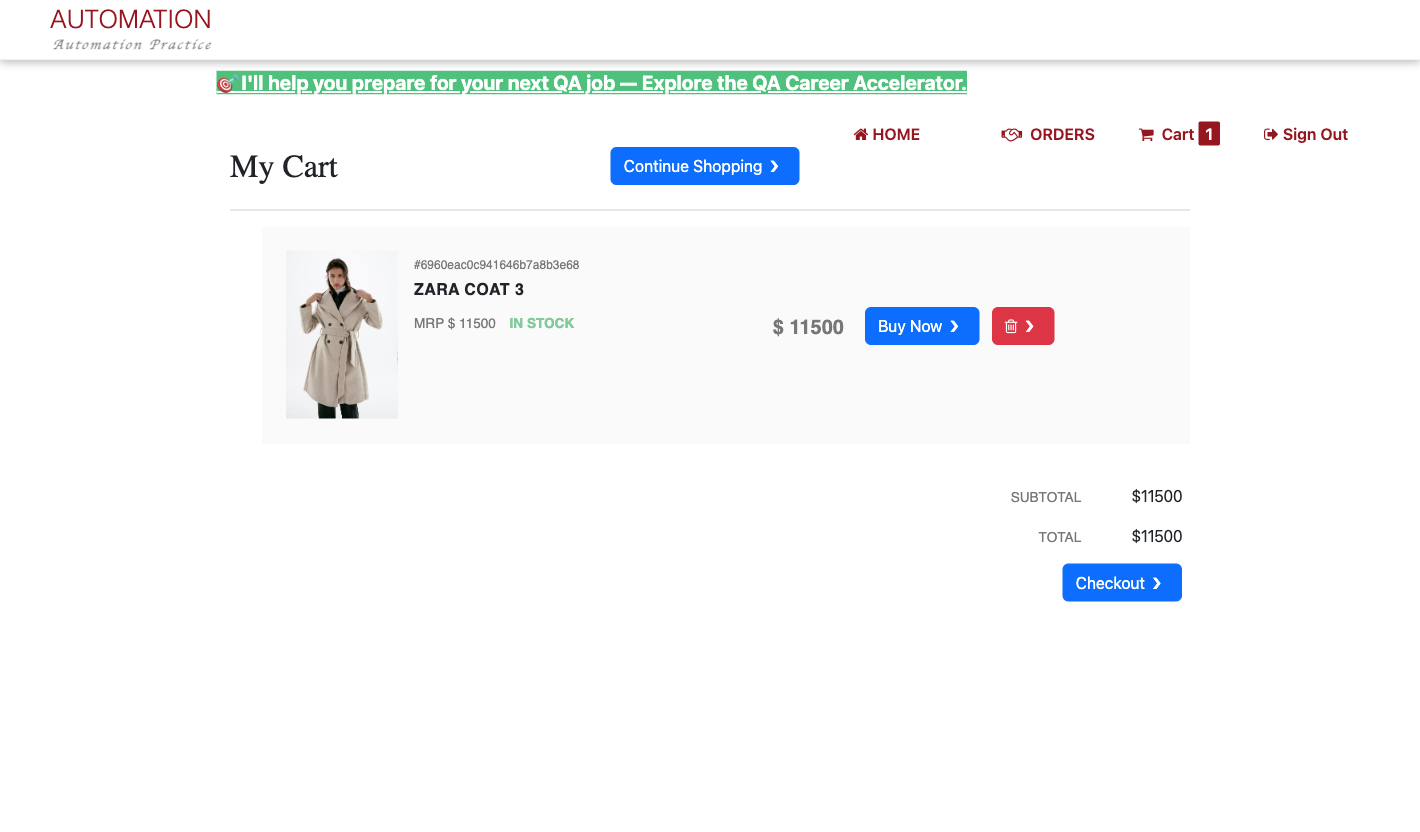 AUTOMATION
Automation Practice
🎯 I'll help you prepare for your next QA job — Explore the QA Career Accelerator.
HOME
ORDERS
Cart 1
Sign Out
My Cart
Continue Shopping ❯
#6960eac0c941646b7a8b3e68
ZARA COAT 3
MRP $ 11500 IN STOCK
$ 11500
Buy Now ❯
❯
SUBTOTAL $11500
TOTAL $11500
Checkout ❯